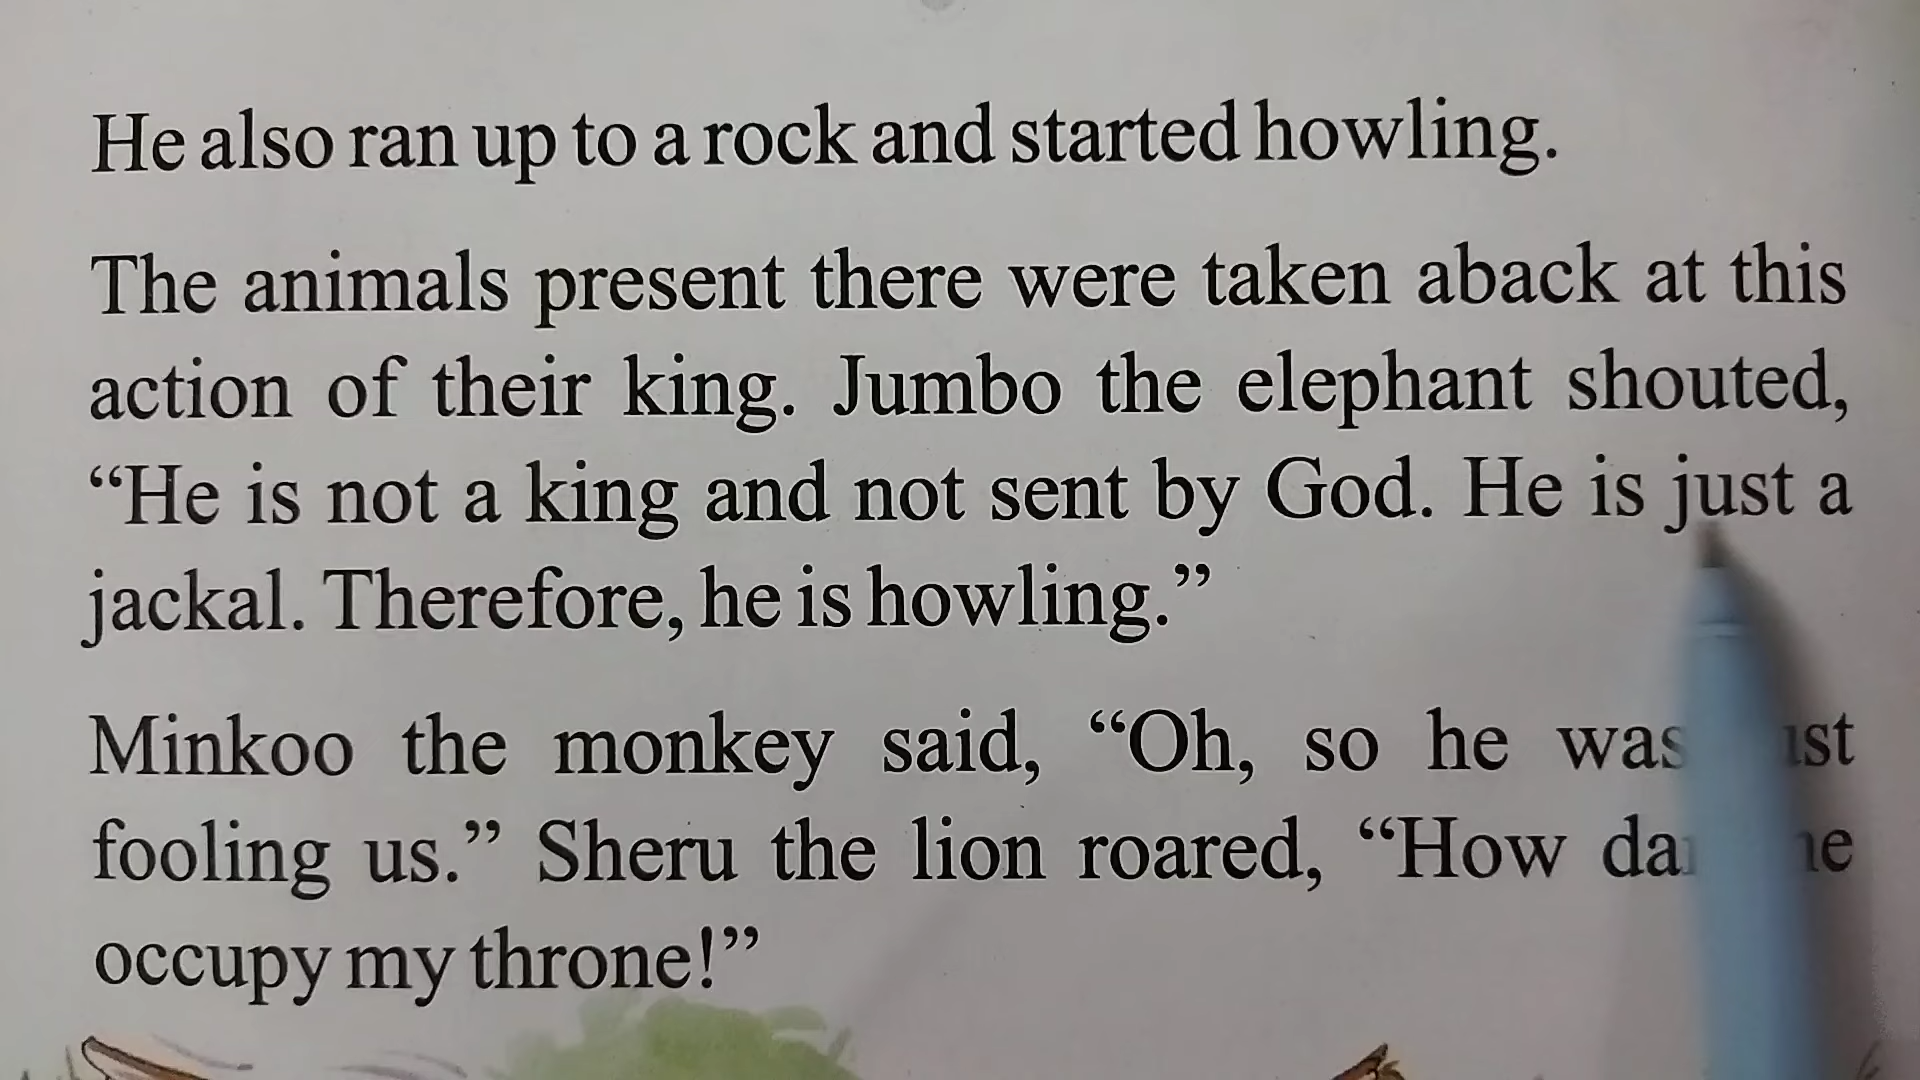 He also ran up to a rock and started howling.
The animals present there were taken aback at this
action of their king. Jumbo the elephant shouted,
“He is not a king and not sent by God. He is just a
jackal. Therefore, he is howling.”
Minkoo the monkey said, “Oh, so he was
fooling us.” Sheru the lion roared, “How
occupy my throne!”